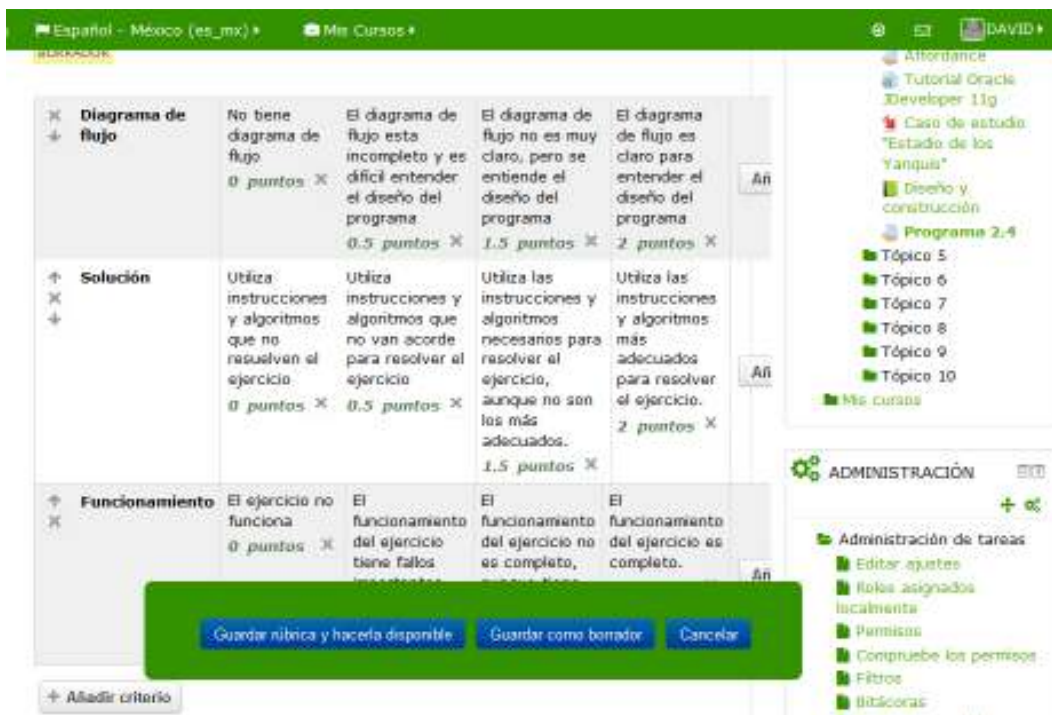 Español - México (es_mx)
Mis Cursos
DAVID
BORRADOR
Diagrama de
flujo
No tiene
diagrama de
flujo
0 puntos
El diagrama de
flujo esta
incompleto y es
difícil entender
el diseño del
programa
0.5 puntos
El diagrama de
flujo no es muy
claro, pero se
entiende el
diseño del
programa
1.5 puntos
El diagrama
de flujo es
claro para
entender el
diseño del
programa
2 puntos
Añ
Solución
Utiliza
instrucciones
y algoritmos
que no
resuelven el
ejercicio
0 puntos
Utiliza
instrucciones y
algoritmos que
no van acorde
para resolver el
ejercicio
0.5 puntos
Utiliza las
instrucciones y
algoritmos
necesarios para
resolver el
ejercicio,
aunque no son
los más
adecuados.
1.5 puntos
Utiliza las
instrucciones
y algoritmos
más
adecuados
para resolver
el ejercicio.
2 puntos
Añ
Funcionamiento
El ejercicio no
funciona
0 puntos
El
funcionamiento
del ejercicio
tiene fallos
El
funcionamiento
del ejercicio no
es completo,
El
funcionamiento
del ejercicio es
completo.
Añ
Guardar rúbrica y hacerla disponible
Guardar como borrador
Cancelar
+ Añadir criterio
Affordance
Tutorial Oracle
JDeveloper 11g
Caso de estudio
"Estadio de los
Yanquis"
Diseño y
construcción
Programa 2.4
Tópico 5
Tópico 6
Tópico 7
Tópico 8
Tópico 9
Tópico 10
Mis cursos
ADMINISTRACIÓN
Administración de tareas
Editar ajustes
Roles asignados
localmente
Permisos
Compruebe los permisos
Filtros
Bitácoras